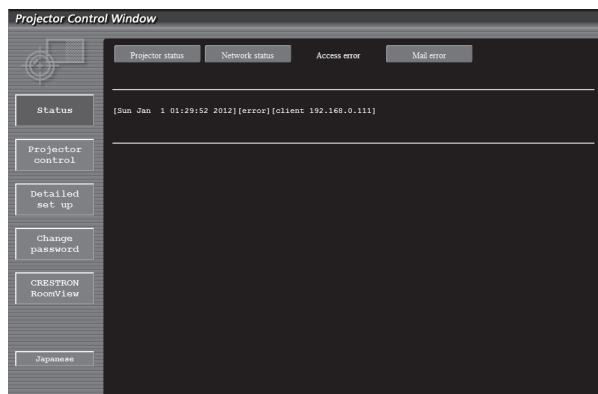 Projector Control Window
Projector status
Network status
Access error
Mail error
Status
[Sun Jan  1 01:29:52 2012][error][client 192.168.0.111]
Projector
control
Detailed
set up
Change
password
CRESTRON
RoomView
Japanese